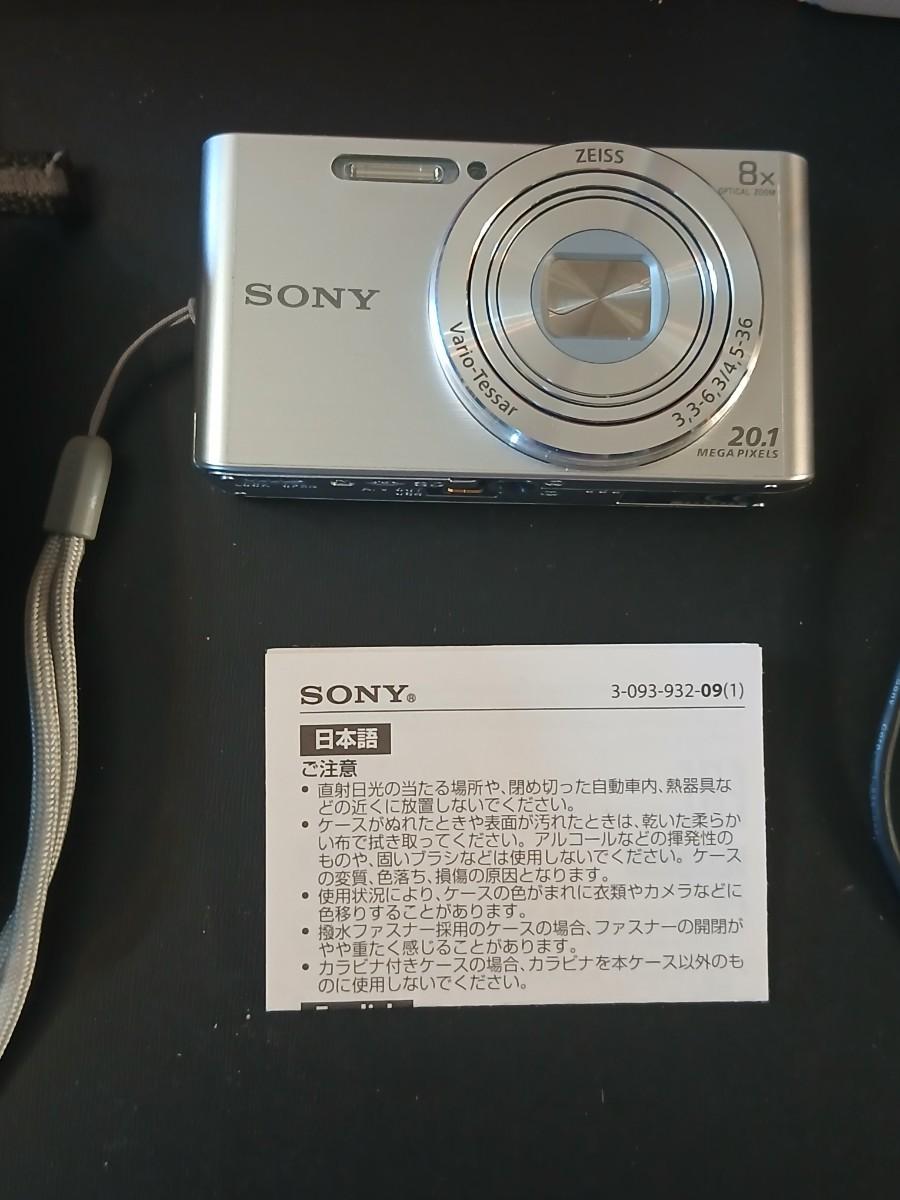 ZEISS
8x
OPTICAL ZOOM
SONY
Vario-Tessar
3,3-6,3/4,5-36
20.1
MEGA PIXELS
SONY®
3-093-932-09(1)
日本語
ご注意
• 直射日光の当たる場所や、閉め切った自動車内、熱器具な
どの近くに放置しないでください。
• ケースがぬれたときや表面が汚れたときは、乾いた柔らか
い布で拭き取ってください。アルコールなどの揮発性の
ものや、固いブラシなどは使用しないでください。ケース
の変質、色落ち、損傷の原因となります。
• 使用状況により、ケースの色がまれに衣類やカメラなどに
色移りすることがあります。
• 撥水ファスナー採用のケースの場合、ファスナーの開閉が
やや重たく感じることがあります。
• カラビナ付きケースの場合、カラビナを本ケース以外のも
のに使用しないでください。